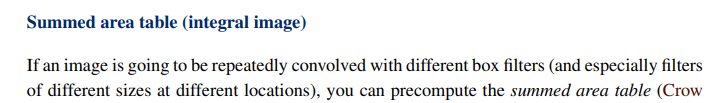 Summed area table (integral image)
If an image is going to be repeatedly convolved with different box filters (and especially filters
of different sizes at different locations), you can precompute the summed area table (Crow